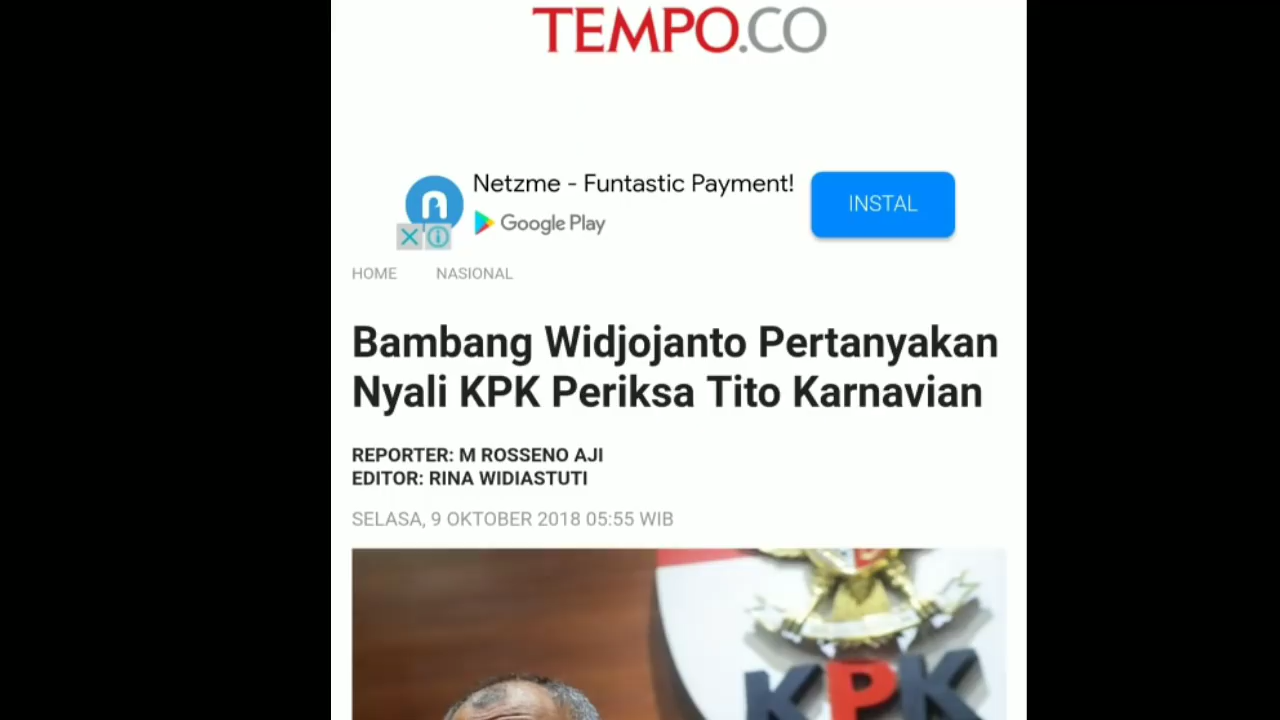 TEMPO.CO
Netzme - Funtastic Payment!
Google Play
INSTAL
HOME NASIONAL
Bambang Widjojanto Pertanyakan
Nyali KPK Periksa Tito Karnavian
REPORTER: M ROSSENO AJI
EDITOR: RINA WIDIASTUTI
SELASA, 9 OKTOBER 2018 05:55 WIB
KPK